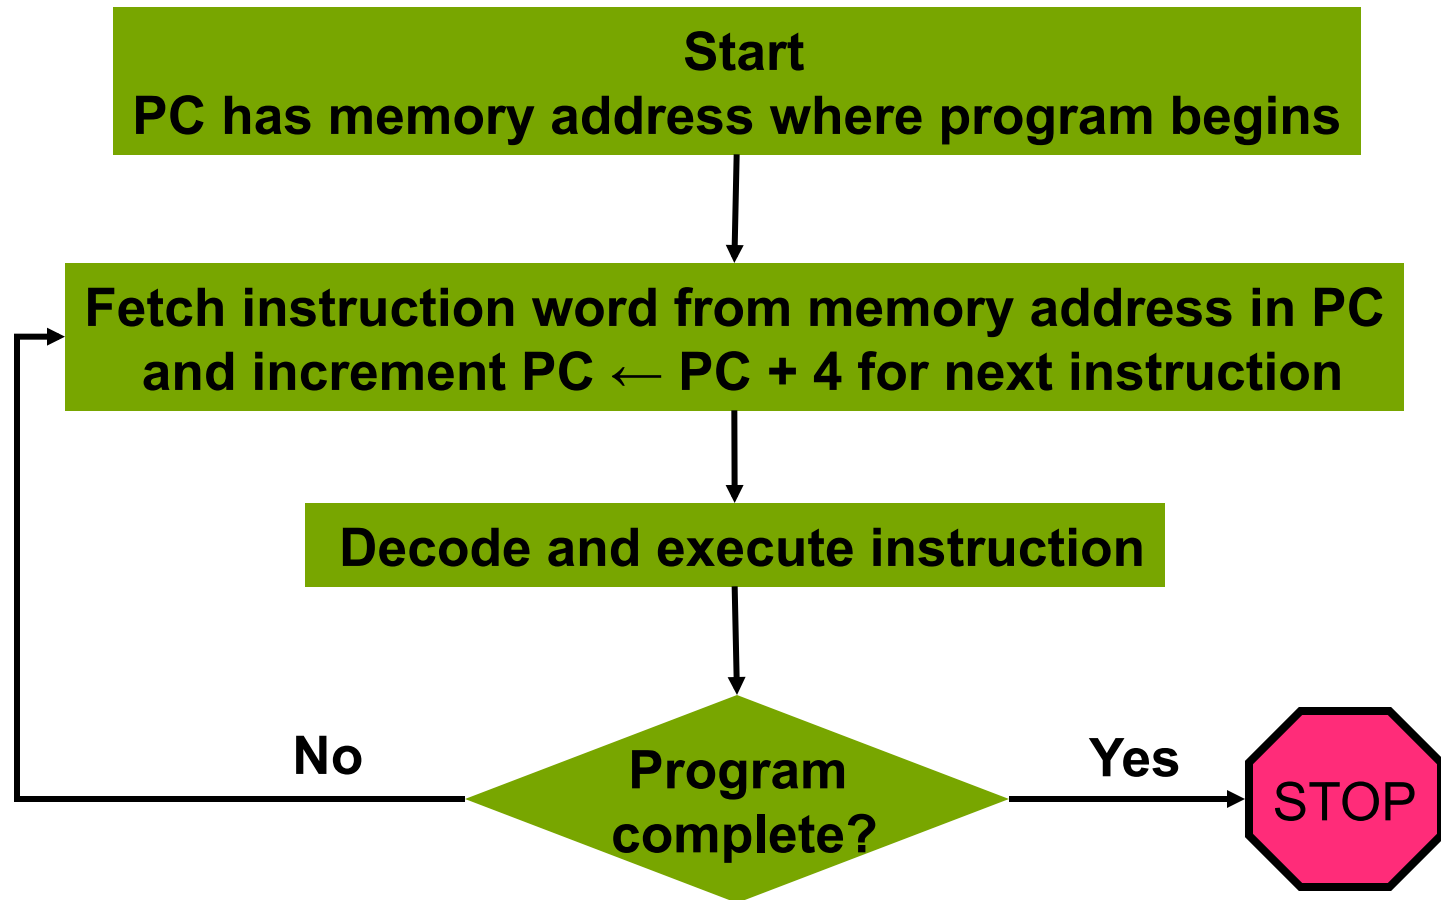 Start
PC has memory address where program begins
Fetch instruction word from memory address in PC
and increment PC ← PC + 4 for next instruction
Decode and execute instruction
No
Program
complete?
Yes
STOP